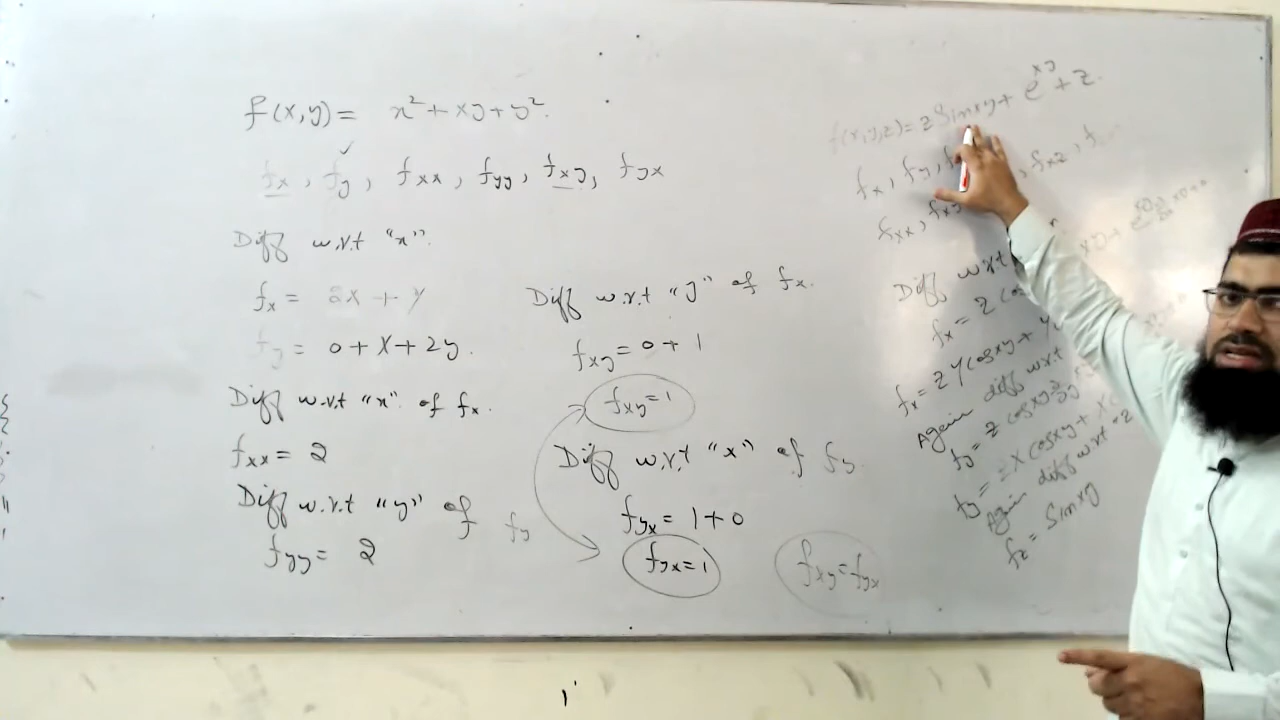 f(x,y) = x² + xy + y².
fx, fy, fxx, fyy, fxy, fyx
Diff w.r.t "x".
fx = 2x + y
fy = 0 + x + 2y.
Diff w.r.t "x" of fx.
fxx = 2
Diff w.r.t "y" of fy
fyy = 2
Diff w.r.t "y" of fx.
fxy = 0 + 1
fxy = 1
Diff w.r.t "x" of fy.
fyx = 1 + 0
fyx = 1
fxy = fyx
f(x,y,z) = z Sinxy + e^xy + z.
fx, fy, fxz, f
fxx, fxy
Diff w.r.t
fx = z
fx = z y cosxy +
Again diff w.r.t
fy = z cosxy
fy = zx cosxy + x
Again diff w.r.t "z
fz = Sinxy